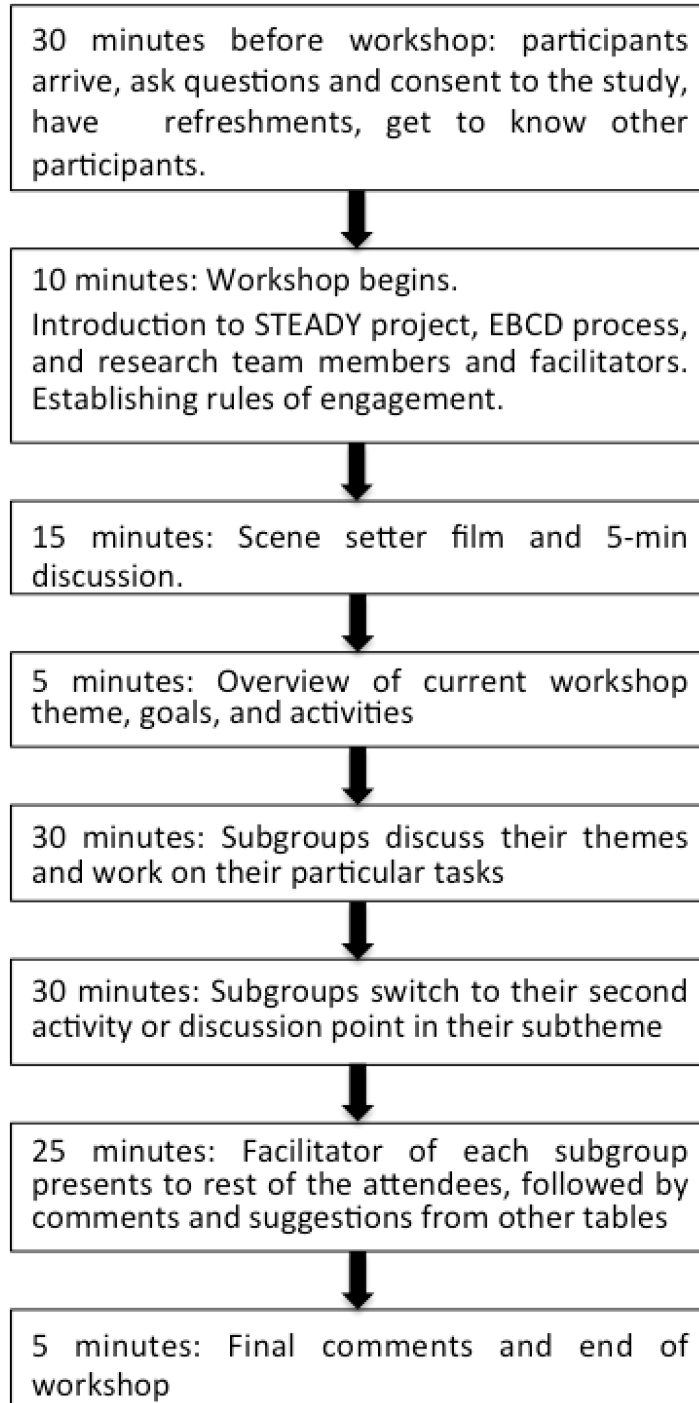 30 minutes before workshop: participants
arrive, ask questions and consent to the study,
have refreshments, get to know other
participants.
10 minutes: Workshop begins.
Introduction to STEADY project, EBCD process,
and research team members and facilitators.
Establishing rules of engagement.
15 minutes: Scene setter film and 5-min
discussion.
5 minutes: Overview of current workshop
theme, goals, and activities
30 minutes: Subgroups discuss their themes
and work on their particular tasks
30 minutes: Subgroups switch to their second
activity or discussion point in their subtheme
25 minutes: Facilitator of each subgroup
presents to rest of the attendees, followed by
comments and suggestions from other tables
5 minutes: Final comments and end of
workshop